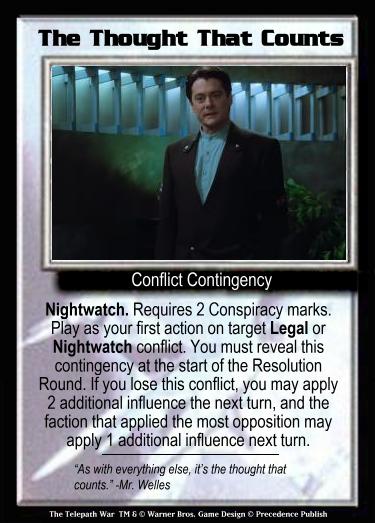 The Thought That Counts
Conflict Contingency
Nightwatch. Requires 2 Conspiracy marks.
Play as your first action on target Legal or
Nightwatch conflict. You must reveal this
contingency at the start of the Resolution
Round. If you lose this conflict, you may apply
2 additional influence the next turn, and the
faction that applied the most opposition may
apply 1 additional influence next turn.
"As with everything else, it's the thought that
counts." -Mr. Welles
The Telepath War TM & © Warner Bros. Game Design © Precedence Publish